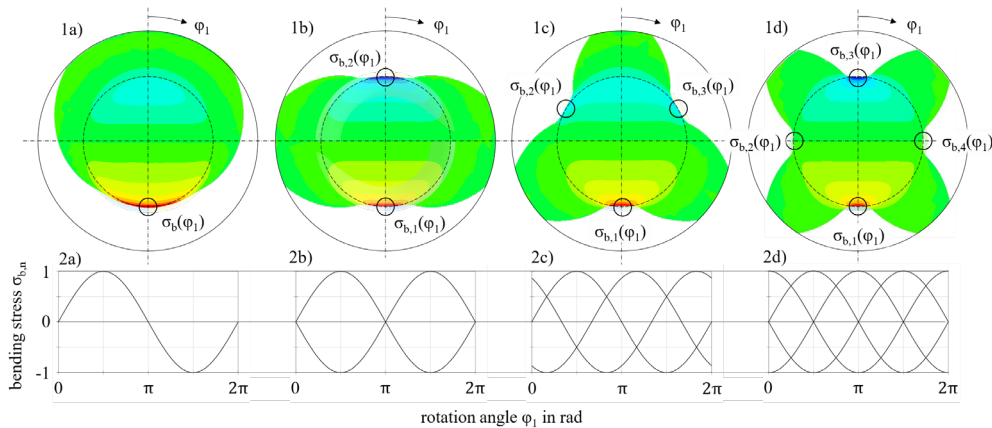 1a)
φ1
σb(φ1)
1b)
φ1
σb,2(φ1)
σb,1(φ1)
1c)
φ1
σb,2(φ1)
σb,3(φ1)
σb,1(φ1)
1d)
φ1
σb,3(φ1)
σb,2(φ1)
σb,4(φ1)
σb,1(φ1)
bending stress σb,n
2a)
1
0
-1
0
π
2π
2b)
0
π
2π
2c)
0
π
2π
2d)
0
π
2π
rotation angle φ1 in rad